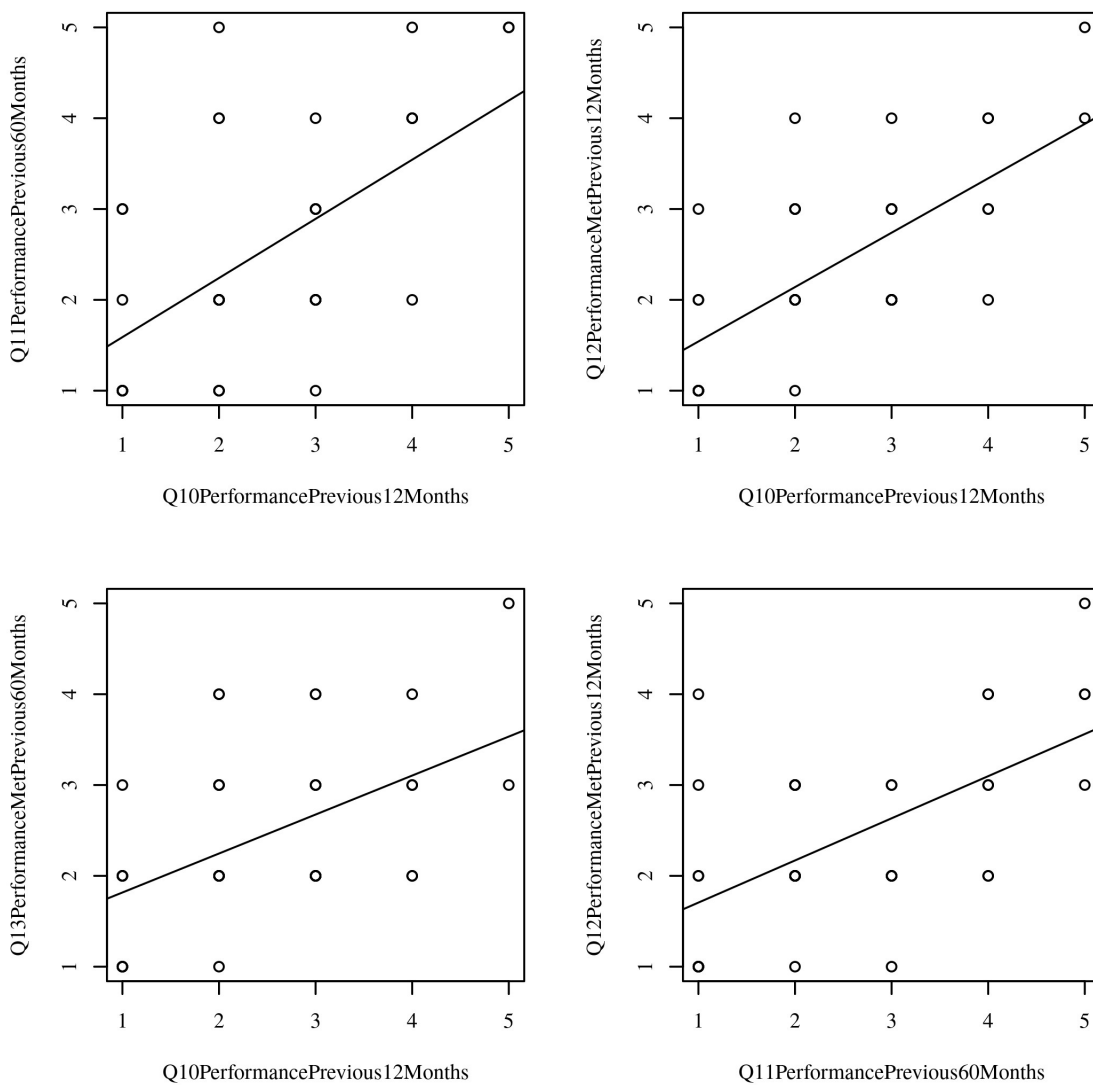 Q11PerformancePrevious60Months
5
4
3
2
1
1 2 3 4 5
Q10PerformancePrevious12Months
Q12PerformanceMetPrevious12Months
5
4
3
2
1
1 2 3 4 5
Q10PerformancePrevious12Months
Q13PerformanceMetPrevious60Months
5
4
3
2
1
1 2 3 4 5
Q10PerformancePrevious12Months
Q12PerformanceMetPrevious12Months
5
4
3
2
1
1 2 3 4 5
Q11PerformancePrevious60Months